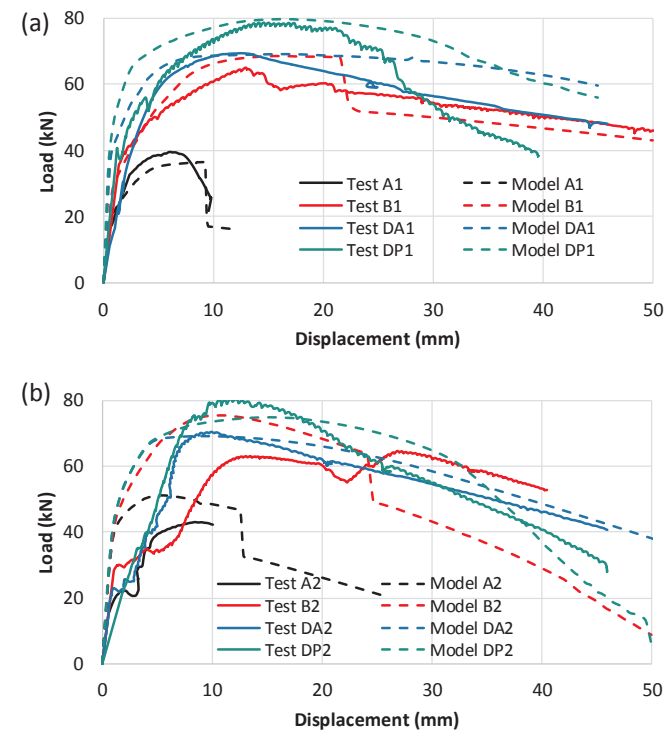 (a)
80
60
40
20
0
Load (kN)
Test A1
Model A1
Test B1
Model B1
Test DA1
Model DA1
Test DP1
Model DP1
0 10 20 30 40 50
Displacement (mm)
(b)
80
60
40
20
0
Load (kN)
Test A2
Model A2
Test B2
Model B2
Test DA2
Model DA2
Test DP2
Model DP2
0 10 20 30 40 50
Displacement (mm)